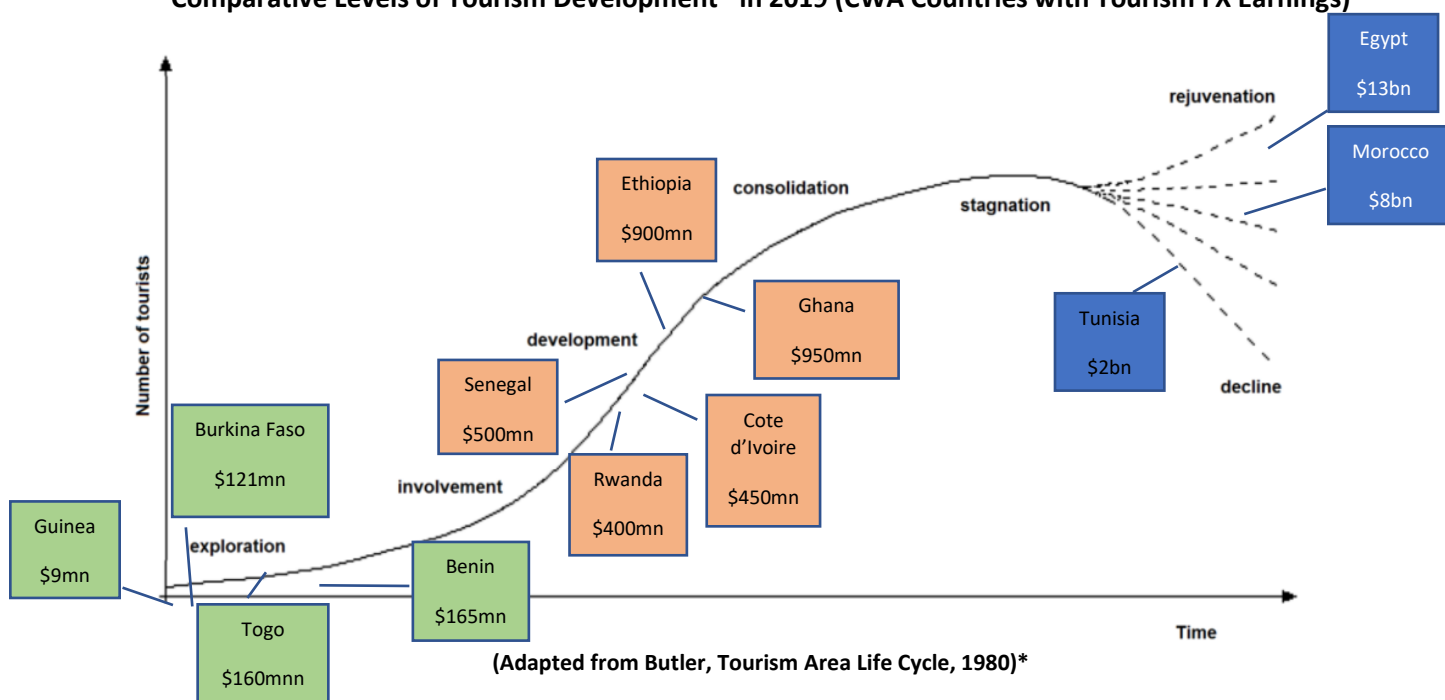 Comparative Levels of Tourism Development* in 2019 (CWA Countries with Tourism FX Earnings)
Egypt
$13bn
rejuvenation
Morocco
$8bn
Ethiopia
$900mn
consolidation
stagnation
Number of tourists
Ghana
$950mn
Tunisia
$2bn
development
Senegal
$500mn
decline
Cote
d’Ivoire
$450mn
Burkina Faso
$121mn
Rwanda
$400mn
involvement
Guinea
$9mn
exploration
Benin
$165mn
Togo
$160mnn
Time
(Adapted from Butler, Tourism Area Life Cycle, 1980)*